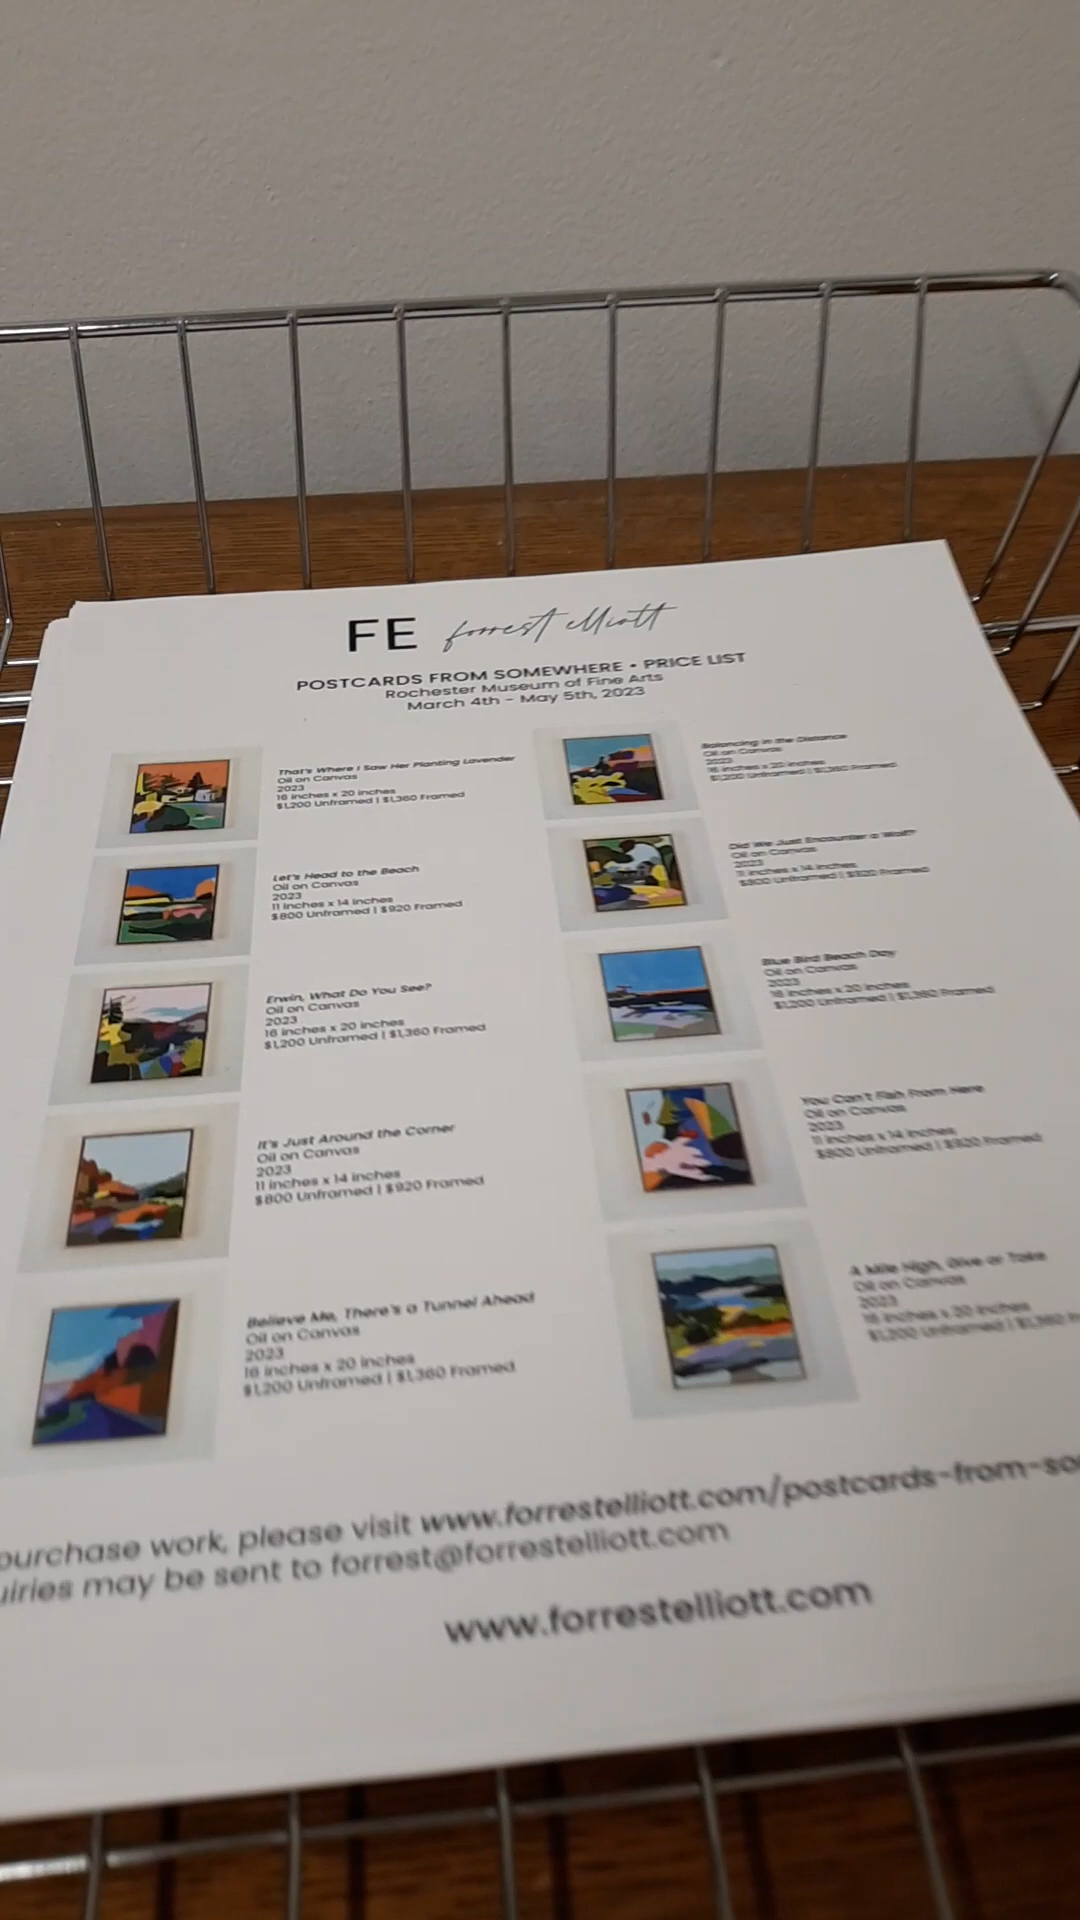 FE forrest elliott
POSTCARDS FROM SOMEWHERE • PRICE LIST
Rochester Museum of Fine Arts
March 4th - May 5th, 2023
That's Where I Saw Her Planting Lavender
Oil on Canvas
2023
16 inches x 20 inches
$1,200 Unframed | $1,360 Framed
Let's Head to the Beach
Oil on Canvas
2023
11 inches x 14 inches
$800 Unframed | $920 Framed
Erwin, What Do You See?
Oil on Canvas
2023
16 inches x 20 inches
$1,200 Unframed | $1,360 Framed
It's Just Around the Corner
Oil on Canvas
2023
11 inches x 14 inches
$800 Unframed | $920 Framed
Believe Me, There's a Tunnel Ahead
Oil on Canvas
2023
16 inches x 20 inches
$1,200 Unframed | $1,360 Framed
Balancing in the Distance
Oil on Canvas
2023
16 inches x 20 inches
$1,200 Unframed | $1,360 Framed
Did We Just Encounter a Wolf?
Oil on Canvas
2023
11 inches x 14 inches
$800 Unframed | $920 Framed
Blue Bird Beach Day
Oil on Canvas
2023
16 inches x 20 inches
$1,200 Unframed | $1,360 Framed
You Can't Fish From Here
Oil on Canvas
2023
11 inches x 14 inches
$800 Unframed | $920 Framed
A Mile High, Give or Take
Oil on Canvas
2023
16 inches x 20 inches
$1,200 Unframed | $1,360
purchase work, please visit www.forrestelliott.com/postcards-from-so
uiries may be sent to forrest@forrestelliott.com
www.forrestelliott.com